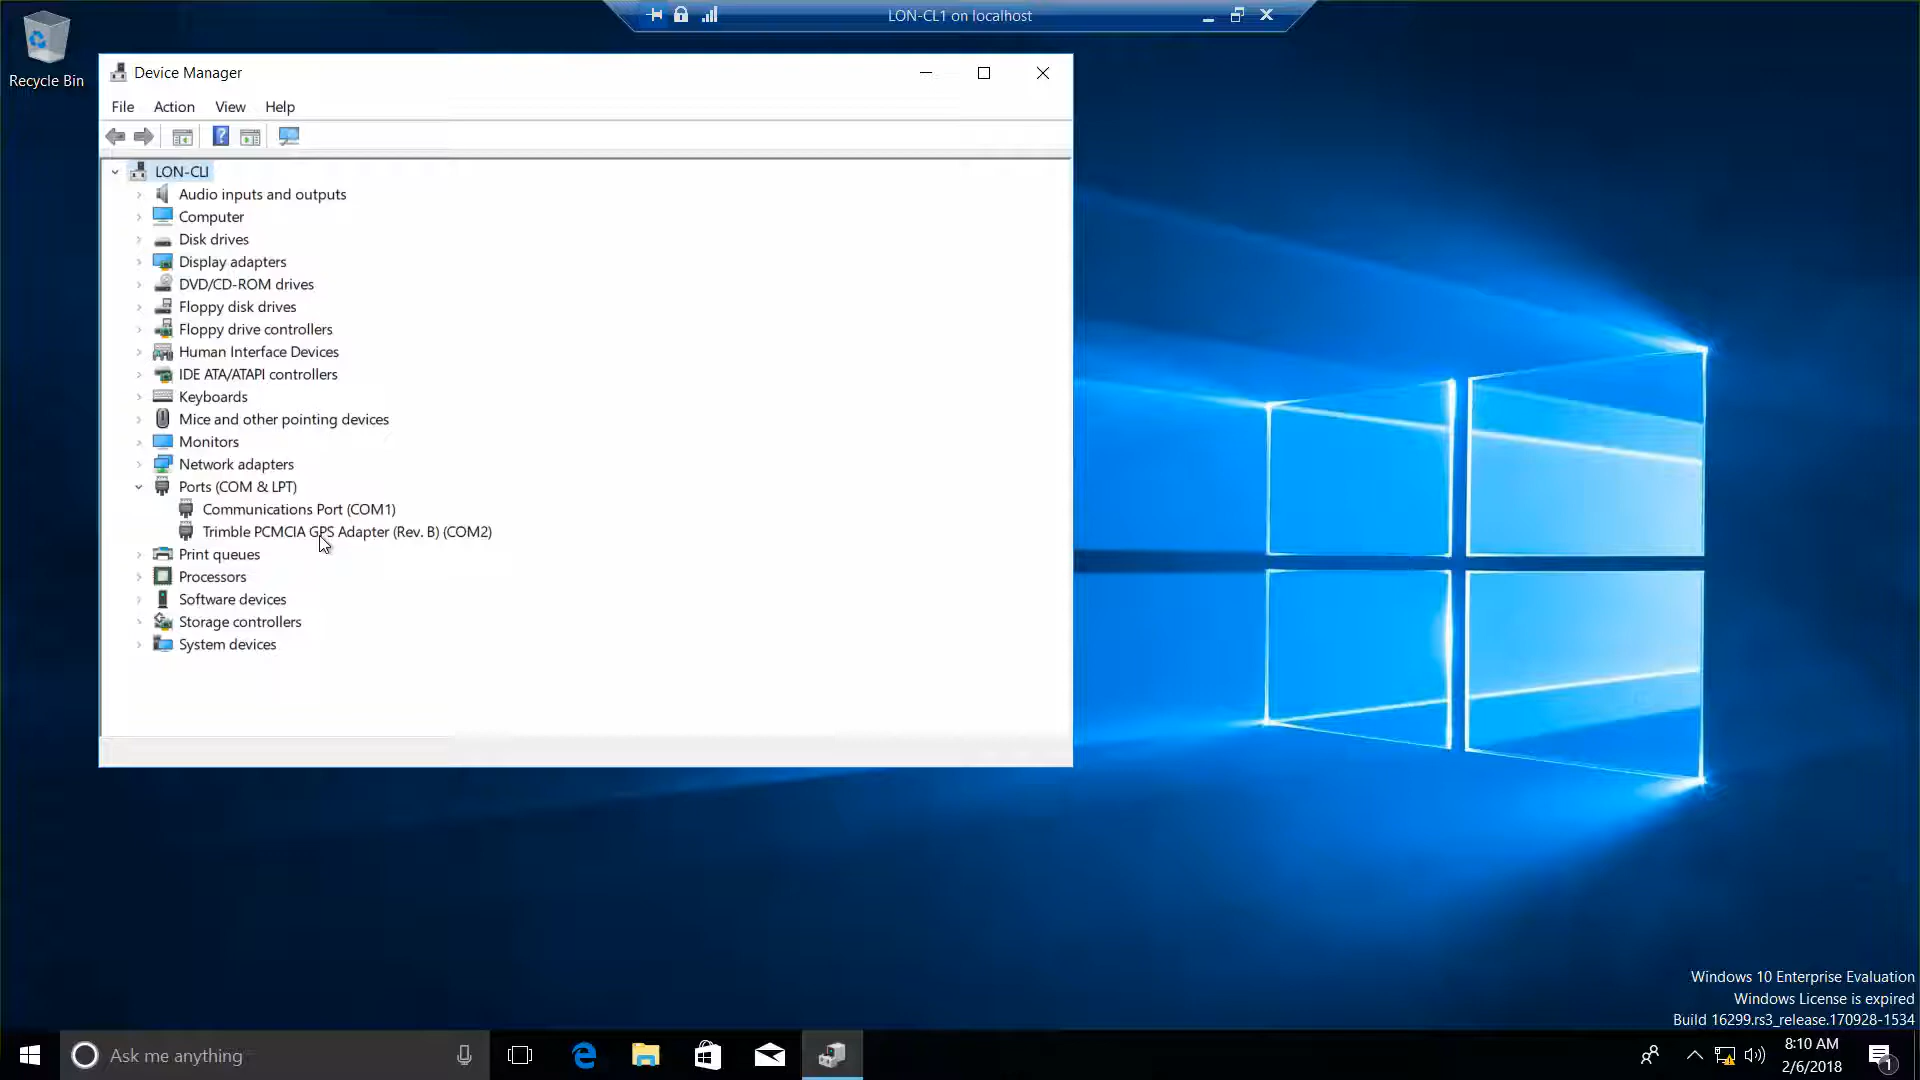 LON-CL1 on localhost
Recycle Bin
Device Manager
File Action View Help
LON-CLI
Audio inputs and outputs
Computer
Disk drives
Display adapters
DVD/CD-ROM drives
Floppy disk drives
Floppy drive controllers
Human Interface Devices
IDE ATA/ATAPI controllers
Keyboards
Mice and other pointing devices
Monitors
Network adapters
Ports (COM & LPT)
Communications Port (COM1)
Trimble PCMCIA GPS Adapter (Rev. B) (COM2)
Print queues
Processors
Software devices
Storage controllers
System devices
Windows 10 Enterprise Evaluation
Windows License is expired
Build 16299.rs3_release.170928-1534
Ask me anything
8:10 AM
2/6/2018
1